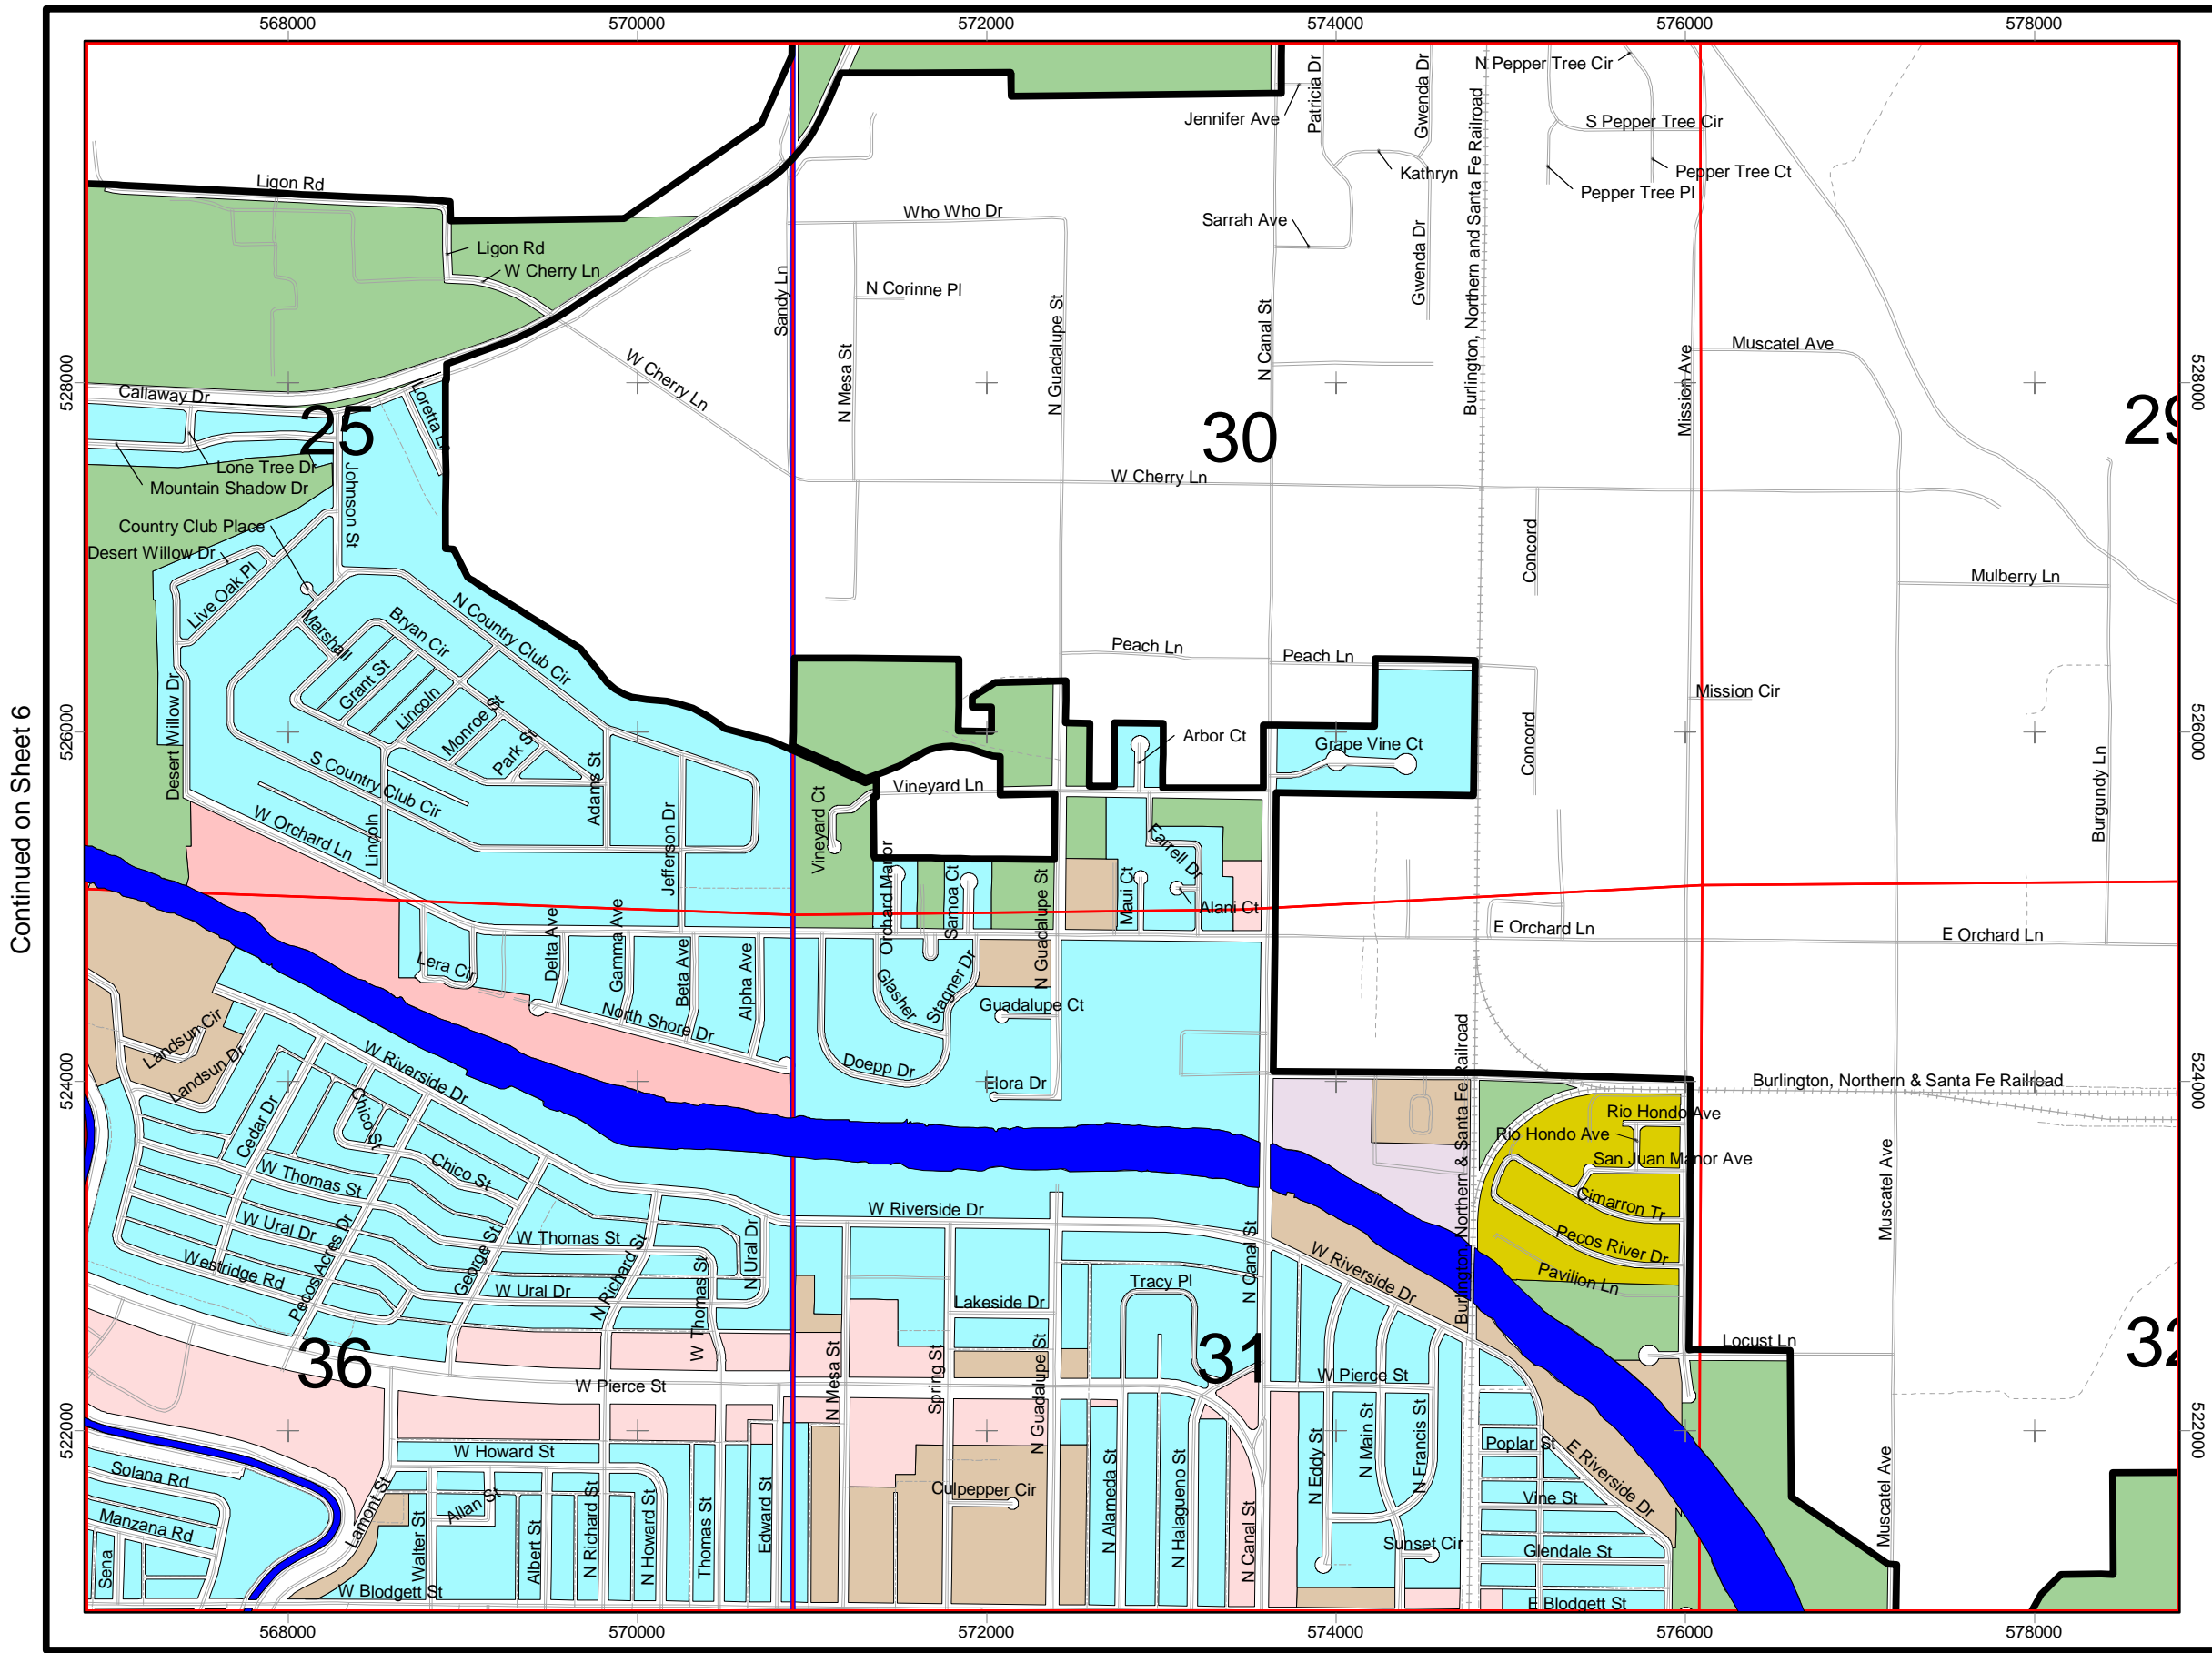 568000
570000
572000
574000
576000
578000
Continued on Sheet 6
528000
526000
524000
522000
528000
526000
524000
522000
Ligon Rd
Ligon Rd
W Cherry Ln
Callaway Dr
25
Loretta Ln
Lone Tree Dr
Mountain Shadow Dr
Johnson St
Country Club Place
Desert Willow Dr
Live Oak Pl
Marshall
Bryan Cir
N Country Club Cir
Grant St
Lincoln
Monroe St
Park St
Adams St
Desert Willow Dr
S Country Club Cir
W Orchard Ln
Lincoln
Jefferson Dr
W Cherry Ln
Sandy Ln
Who Who Dr
N Corinne Pl
N Mesa St
N Guadalupe St
N Canal St
30
W Cherry Ln
Jennifer Ave
Patricia Dr
Gwenda Dr
Kathryn
Sarrah Ave
Gwenda Dr
Burlington, Northern and Santa Fe Railroad
N Pepper Tree Cir
S Pepper Tree Cir
Pepper Tree Ct
Pepper Tree Pl
Mission Ave
Muscatel Ave
29
Concord
Mulberry Ln
Peach Ln
Peach Ln
Mission Cir
Concord
Burgundy Ln
Arbor Ct
Grape Vine Ct
Vineyard Ln
Vineyard Ct
Farrell Dr
Orchard Manor
Samoa Ct
N Guadalupe St
Maui Ct
Alani Ct
E Orchard Ln
E Orchard Ln
Lera Cir
Delta Ave
Gamma Ave
Beta Ave
Alpha Ave
North Shore Dr
Glasher
Stagner Dr
Guadalupe Ct
Doepp Dr
Elora Dr
Landsun Cir
Landsun Dr
W Riverside Dr
Cedar Dr
Chico St
Chico St
W Thomas St
W Ural Dr
Westridge Rd
Pecos Acres Dr
George St
W Thomas St
W Ural Dr
N Richard St
W Thomas St
N Ural Dr
36
W Riverside Dr
Tracy Pl
Lakeside Dr
N Canal St
31
W Riverside Dr
Burlington, Northern & Santa Fe Railroad
Burlington, Northern & Santa Fe Railroad
Rio Hondo Ave
Rio Hondo Ave
San Juan Manor Ave
Cimarron Tr
Pecos River Dr
Pavilion Ln
Muscatel Ave
Locust Ln
32
W Pierce St
N Mesa St
Spring St
N Guadalupe St
W Pierce St
N Eddy St
N Main St
N Francis St
Poplar St
E Riverside Dr
Vine St
Glendale St
E Blodgett St
Sunset Cir
Muscatel Ave
W Howard St
Solana Rd
Manzana Rd
Sena
Lamont St
Walter St
Allan St
Albert St
N Richard St
N Howard St
Thomas St
Edward St
W Blodgett St
Culpepper Cir
N Alameda St
N Halagueno St
N Canal St
568000
570000
572000
574000
576000
578000